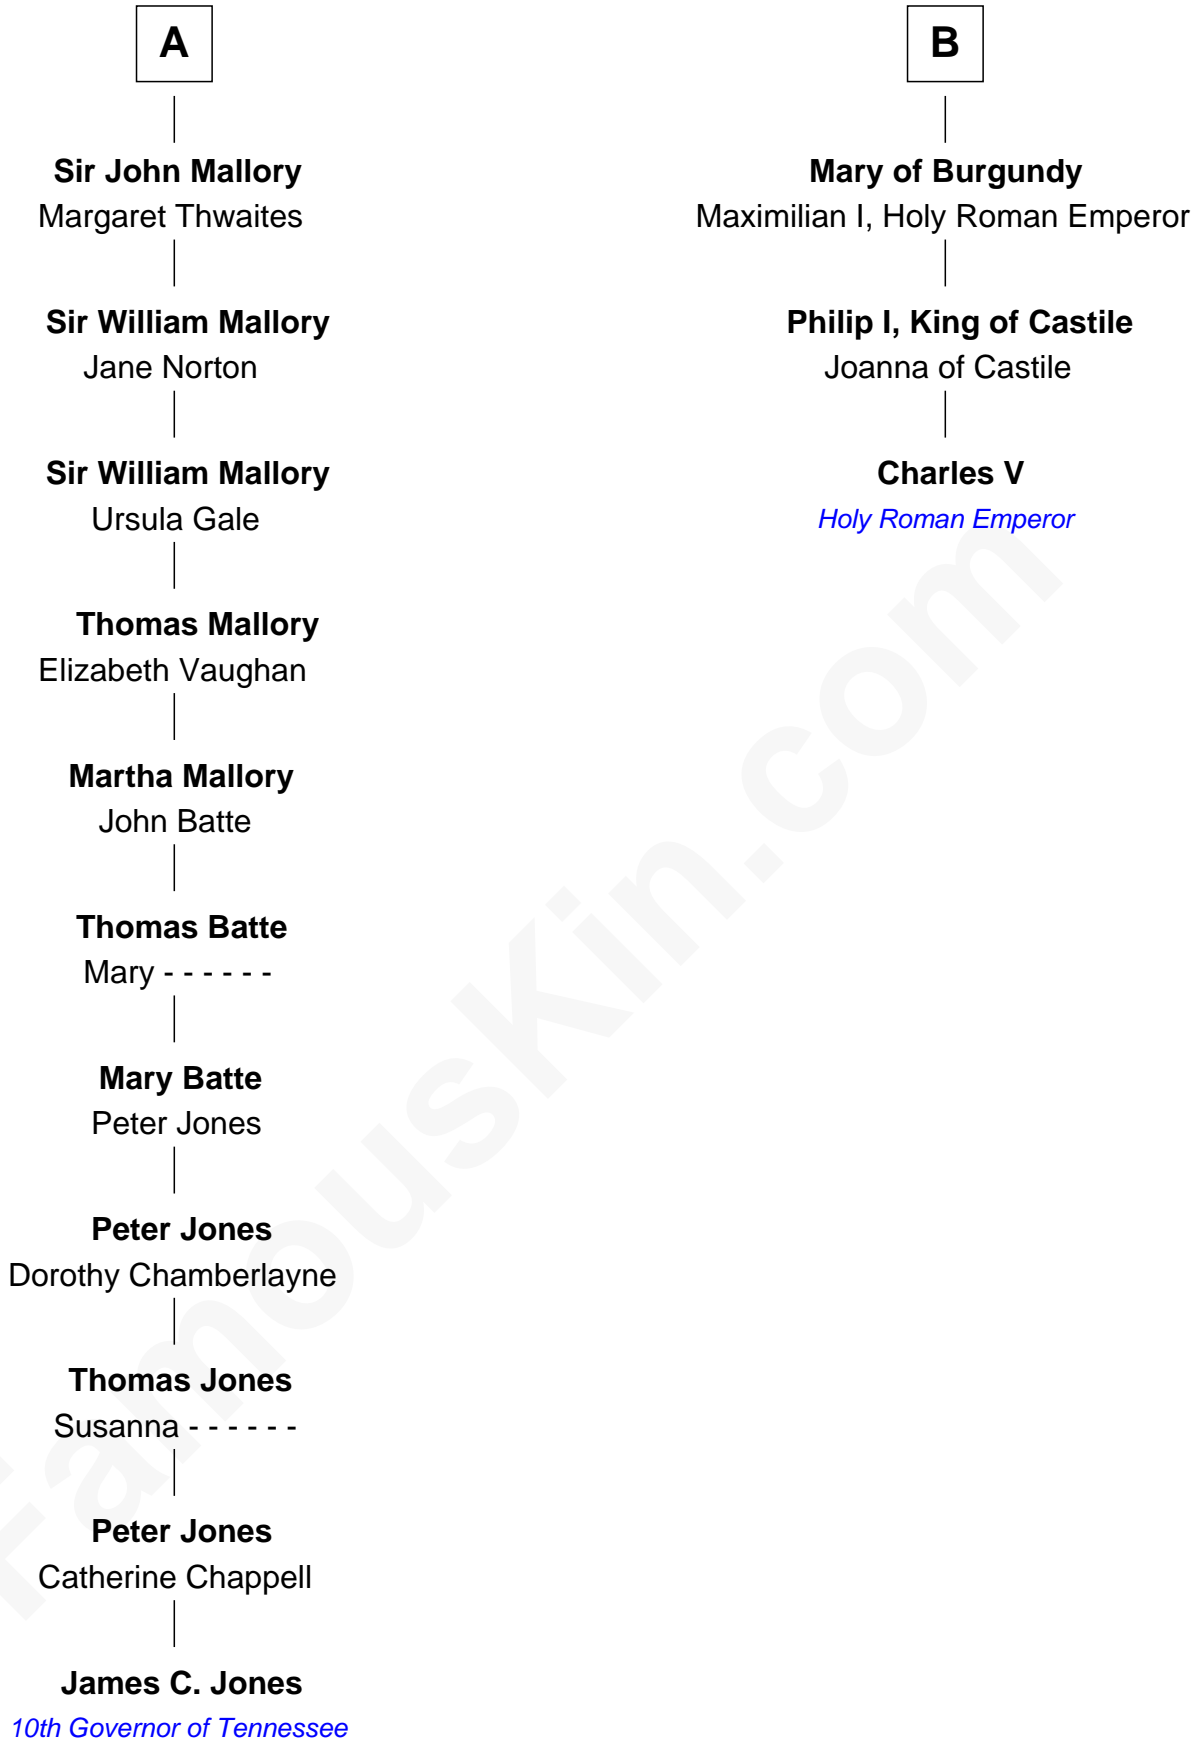 A
Sir John Mallory
Margaret Thwaites
Sir William Mallory
Jane Norton
Sir William Mallory
Ursula Gale
Thomas Mallory
Elizabeth Vaughan
Martha Mallory
John Batte
Thomas Batte
Mary - - - - - -
Mary Batte
Peter Jones
Peter Jones
Dorothy Chamberlayne
Thomas Jones
Susanna - - - - - -
Peter Jones
Catherine Chappell
James C. Jones
10th Governor of Tennessee
B
Mary of Burgundy
Maximilian I, Holy Roman Emperor
Philip I, King of Castile
Joanna of Castile
Charles V
Holy Roman Emperor
FamousKin.com